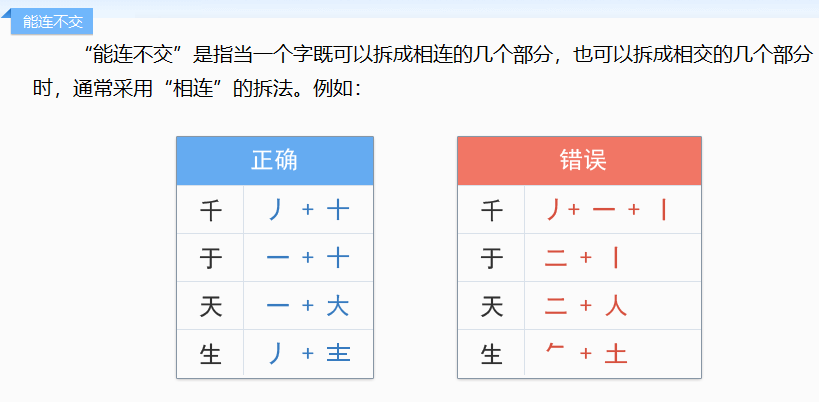 能连不交
“能连不交”是指当一个字既可以拆成相连的几个部分，也可以拆成相交的几个部分
时，通常采用“相连”的拆法。例如：
正确 错误
千 丿 + 十 千 丿+ 一 + 丨
于 一 + 十 于 二 + 丨
天 一 + 大 天 二 + 人
生 丿 + 龶 生 𠂉 + 土